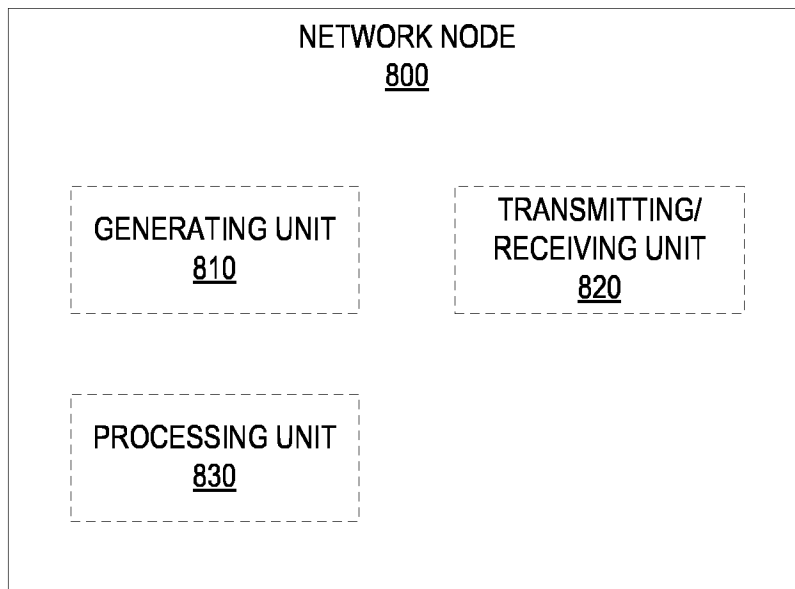 NETWORK NODE
800
GENERATING UNIT
810
TRANSMITTING/
RECEIVING UNIT
820
PROCESSING UNIT
830